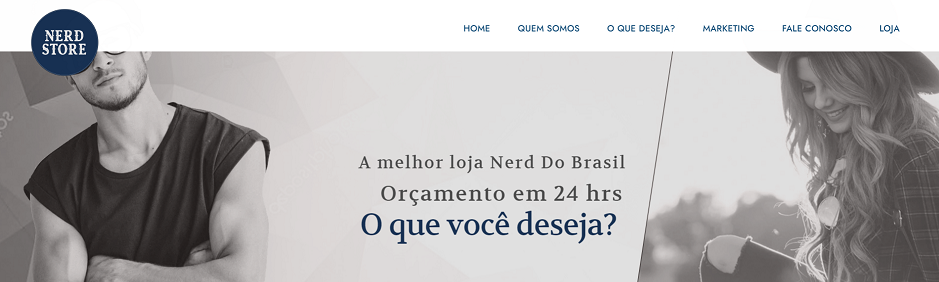 NERD
STORE
HOME
QUEM SOMOS
O QUE DESEJA?
MARKETING
FALE CONOSCO
LOJA
A melhor loja Nerd Do Brasil
Orçamento em 24 hrs
O que você deseja?